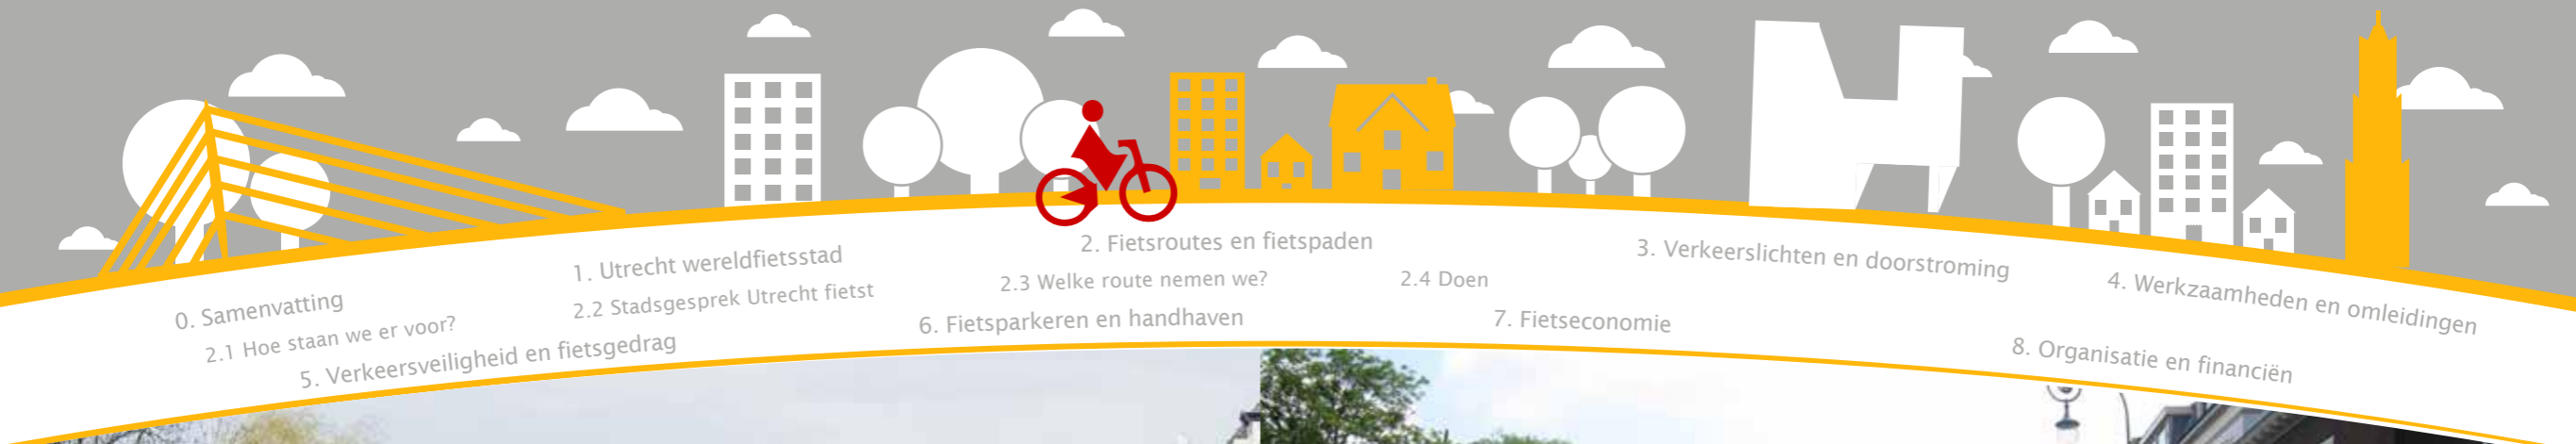 0. Samenvatting
1. Utrecht wereldfietsstad
2. Fietsroutes en fietspaden
3. Verkeerslichten en doorstroming
4. Werkzaamheden en omleidingen
2.1 Hoe staan we er voor?
2.2 Stadsgesprek Utrecht fietst
2.3 Welke route nemen we?
2.4 Doen
5. Verkeersveiligheid en fietsgedrag
6. Fietsparkeren en handhaven
7. Fietseconomie
8. Organisatie en financiën